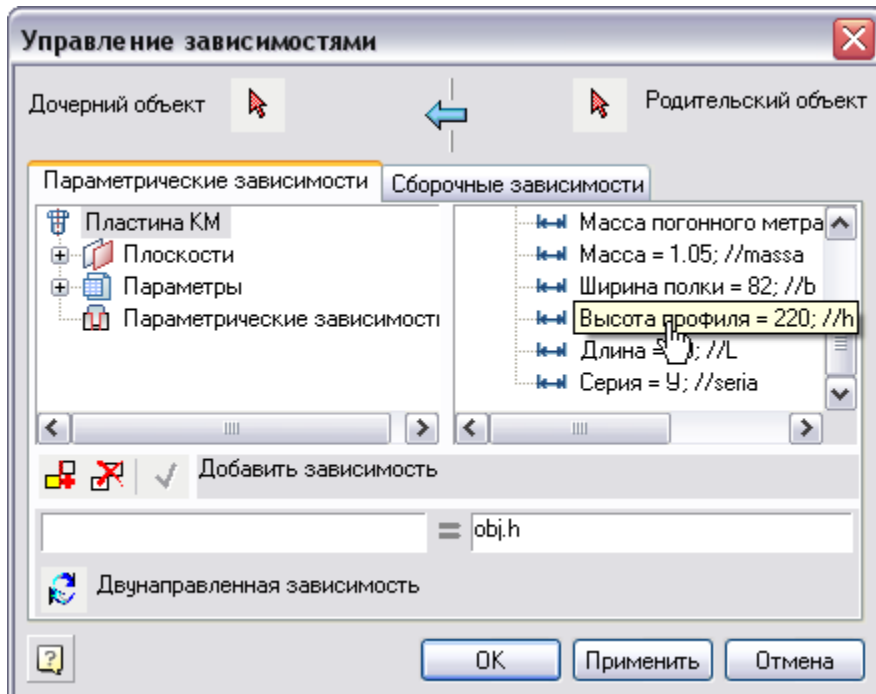 Управление зависимостями
Дочерний объект
Родительский объект
Параметрические зависимости
Сборочные зависимости
Пластина КМ
Плоскости
Параметры
Параметрические
Масса погонного метра
Масса = 1.05; //massa
Ширина полки = 82; //b
Высота профиля = 220; //h
Длина = //L
Серия = У; //seria
Добавить зависимость
= obj.h
Двунаправленная зависимость
?
OK
Применить
Отмена